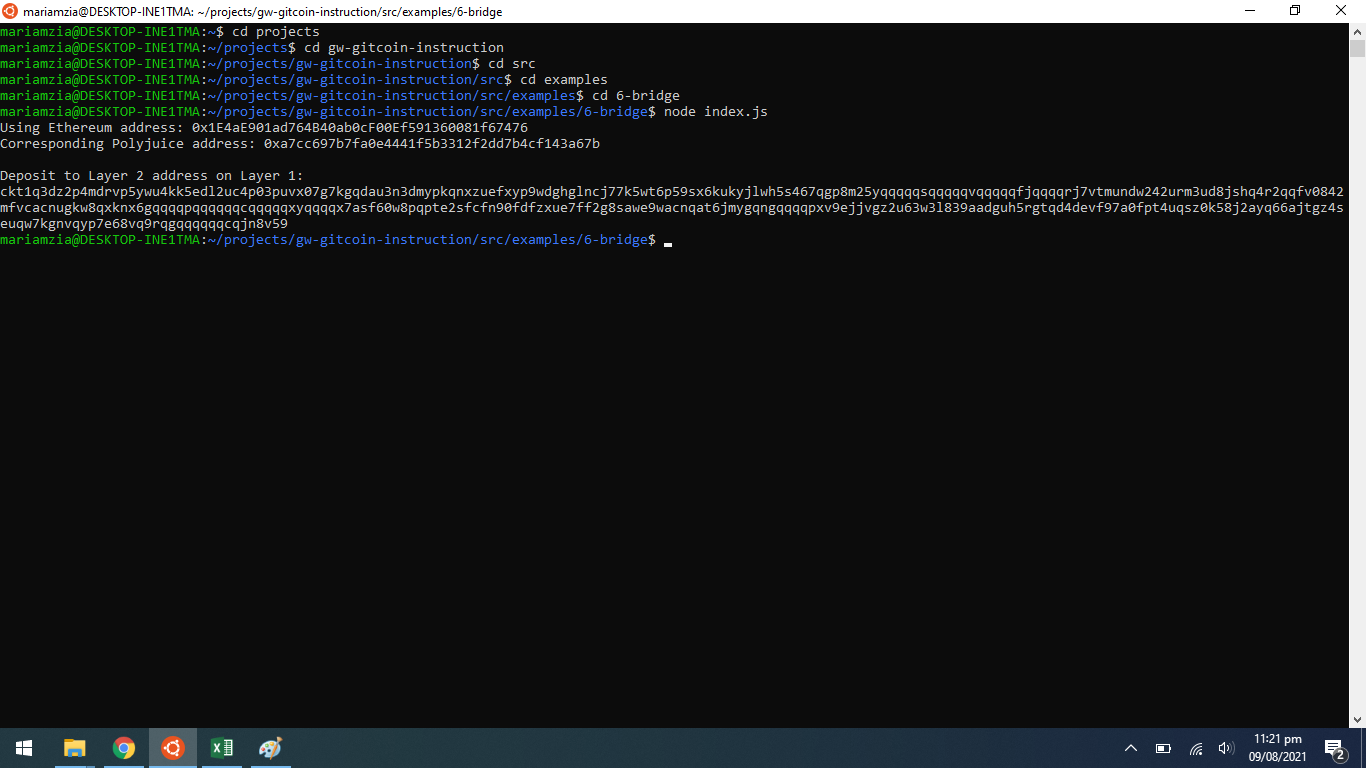 mariamzia@DESKTOP-INE1TMA: ~/projects/gw-gitcoin-instruction/src/examples/6-bridge
mariamzia@DESKTOP-INE1TMA:~$ cd projects
mariamzia@DESKTOP-INE1TMA:~/projects$ cd gw-gitcoin-instruction
mariamzia@DESKTOP-INE1TMA:~/projects/gw-gitcoin-instruction$ cd src
mariamzia@DESKTOP-INE1TMA:~/projects/gw-gitcoin-instruction/src$ cd examples
mariamzia@DESKTOP-INE1TMA:~/projects/gw-gitcoin-instruction/src/examples$ cd 6-bridge
mariamzia@DESKTOP-INE1TMA:~/projects/gw-gitcoin-instruction/src/examples/6-bridge$ node index.js
Using Ethereum address: 0x1E4aE901ad764B40ab0cF00Ef591360081f67476
Corresponding Polyjuice address: 0xa7cc697b7fa0e4441f5b3312f2dd7b4cf143a67b
Deposit to Layer 2 address on Layer 1:
ckt1q3dz2p4mdrvp5ywu4kk5edl2uc4p03puvx07g7kgqdau3n3dmypkqnxzuefxyp9wdghglncj77k5wt6p59sx6kukyjlwh5s467qgp8m25yqqqqqsqqqqqvqqqqqfjqqqqrj7vtmundw242urm3ud8jshq4r2qqfv0842
mfvcacnugkw8qxknx6gqqqqpqqqqqqcqqqqqxyqqqqx7asf60w8pqpte2sfcfn90fdfzxue7ff2g8sawe9wacnqat6jmygqngqqqqpxv9ejjvgz2u63w3l839aadguh5rgtqd4devf97a0fpt4uqsz0k58j2ayq66ajtgz4s
euqw7kgnvqyp7e68vq9rqgqqqqqqcqjn8v59
mariamzia@DESKTOP-INE1TMA:~/projects/gw-gitcoin-instruction/src/examples/6-bridge$
11:21 pm
09/08/2021
2